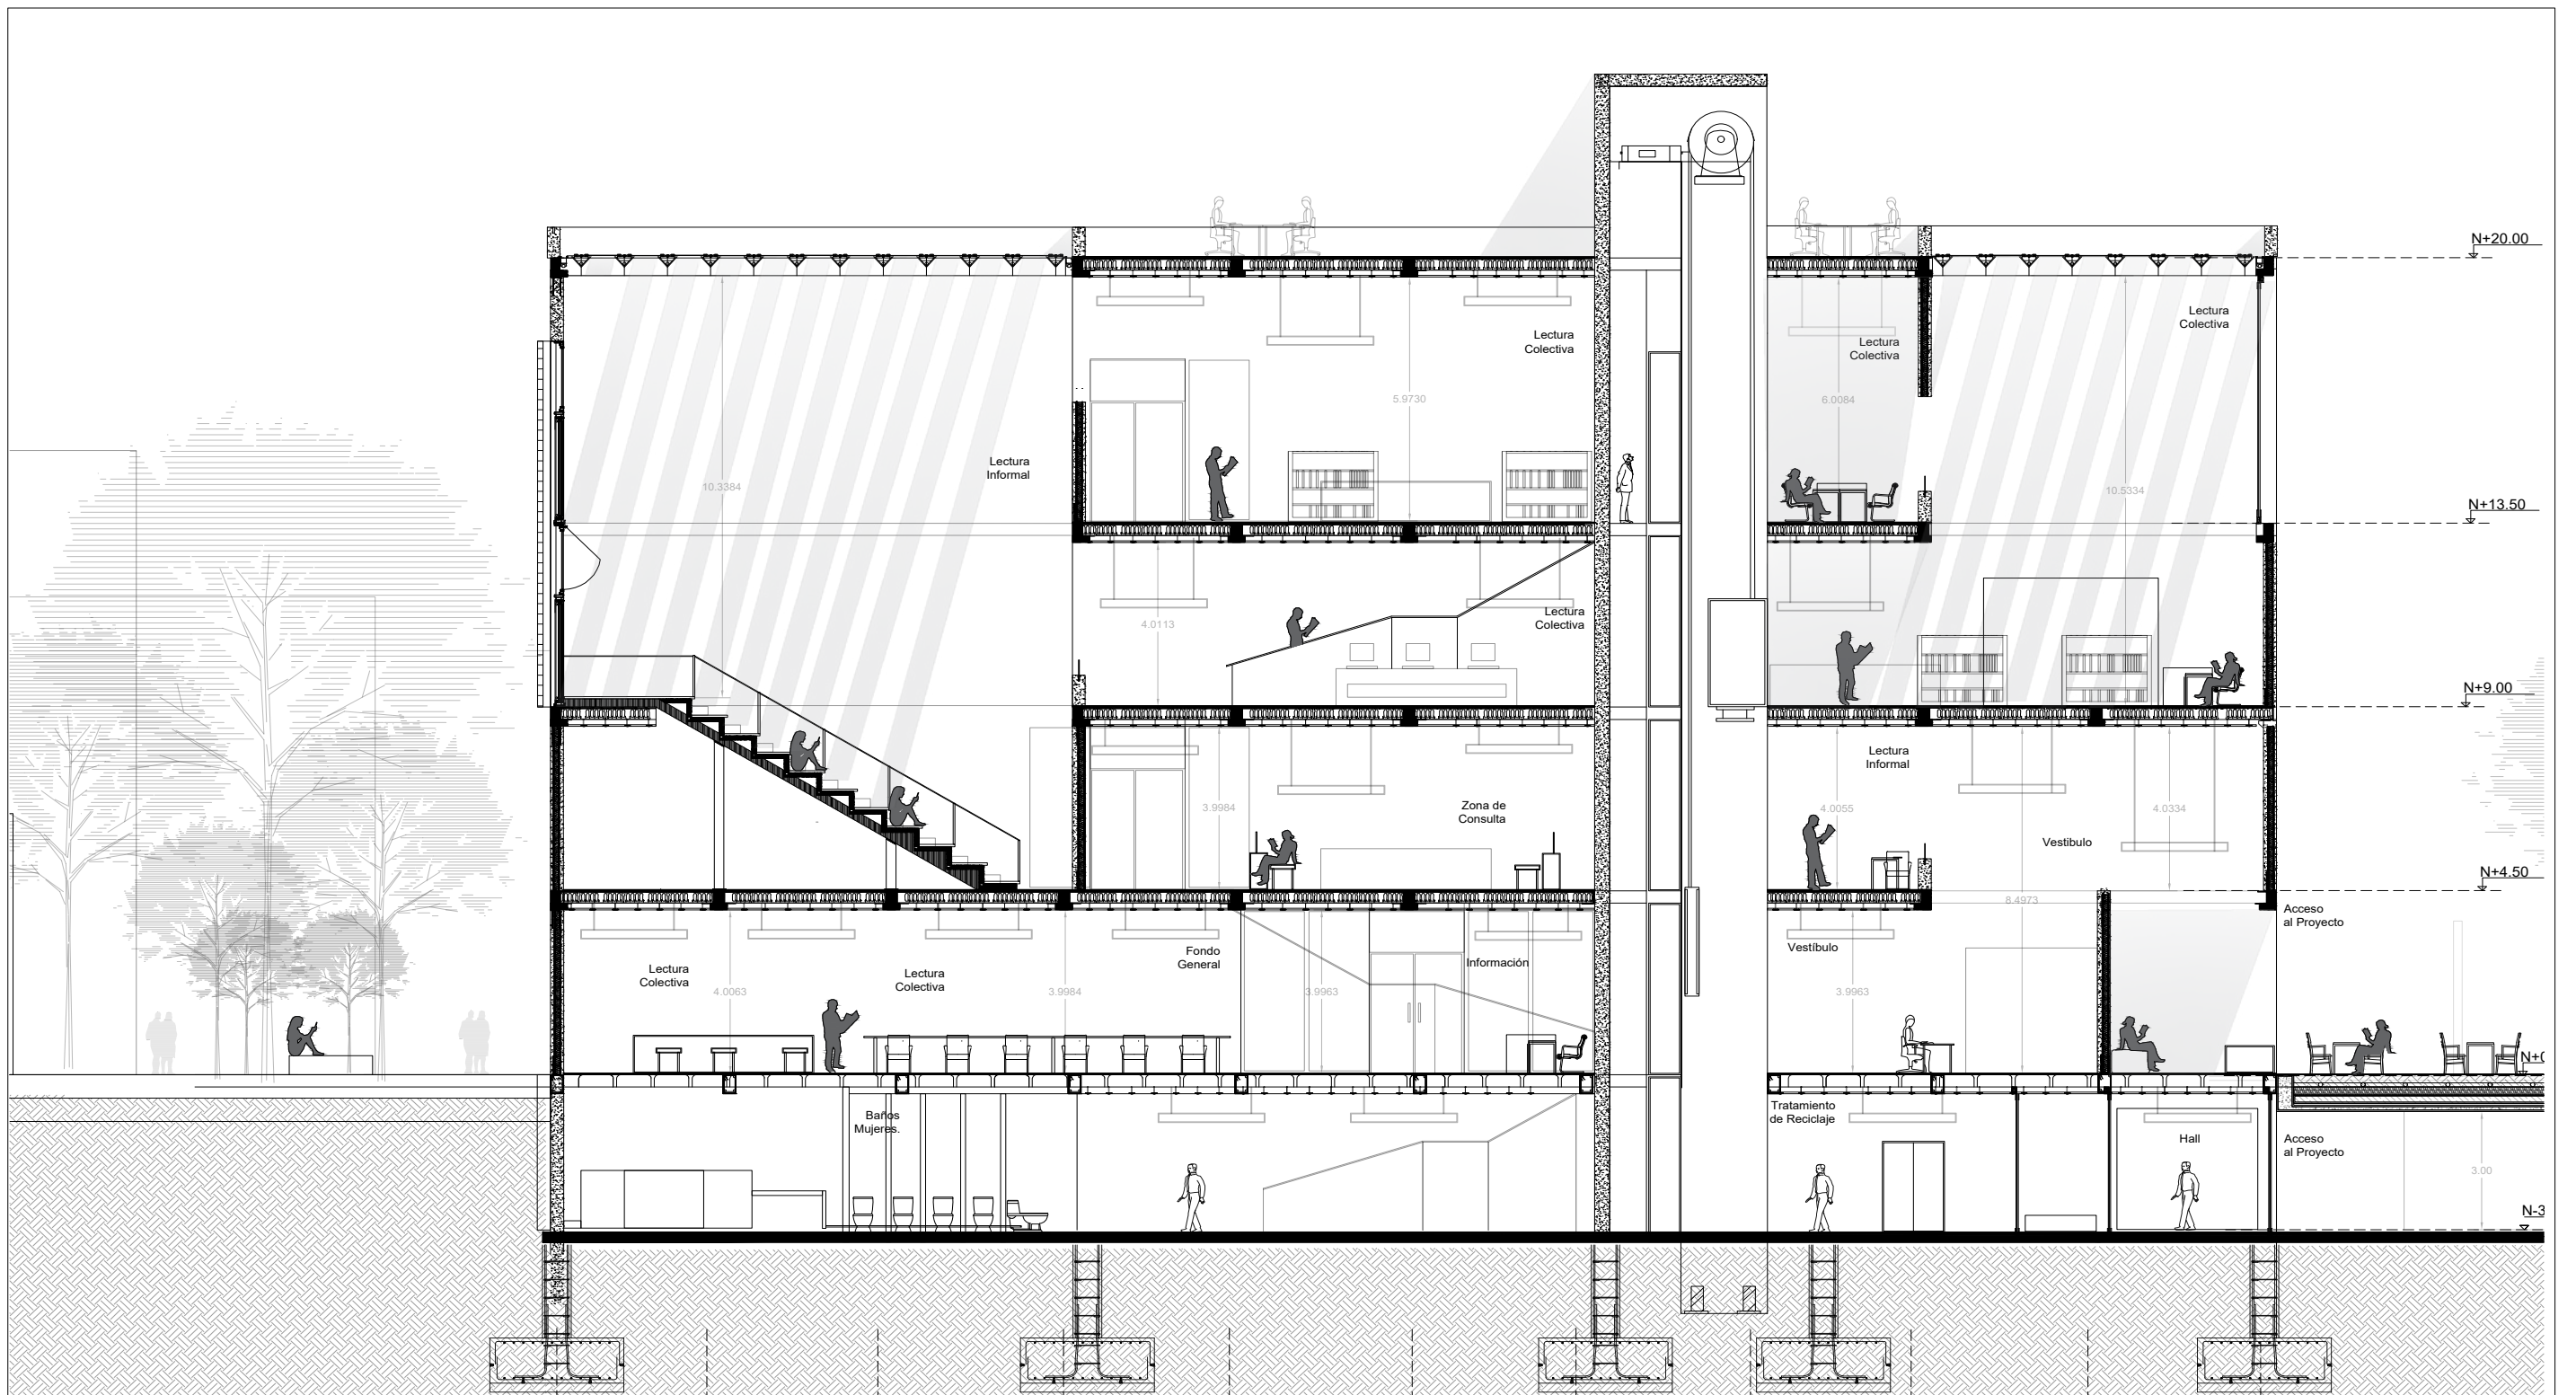 N+20.00
Lectura
Colectiva
Lectura
Colectiva
Lectura
Colectiva
5.9730
6.0084
Lectura
Informal
10.3384
10.5334
N+13.50
Lectura
Colectiva
4.0113
N+9.00
Lectura
Informal
Zona de
Consulta
3.9984
4.0055
4.0334
Vestibulo
N+4.50
8.4973
Acceso
al Proyecto
Fondo
General
Vestíbulo
Información
Lectura
Colectiva
Lectura
Colectiva
4.0063
3.9984
3.9963
3.9963
N+0
Baños
Mujeres.
Tratamiento
de Reciclaje
Hall
Acceso
al Proyecto
3.00
N-3